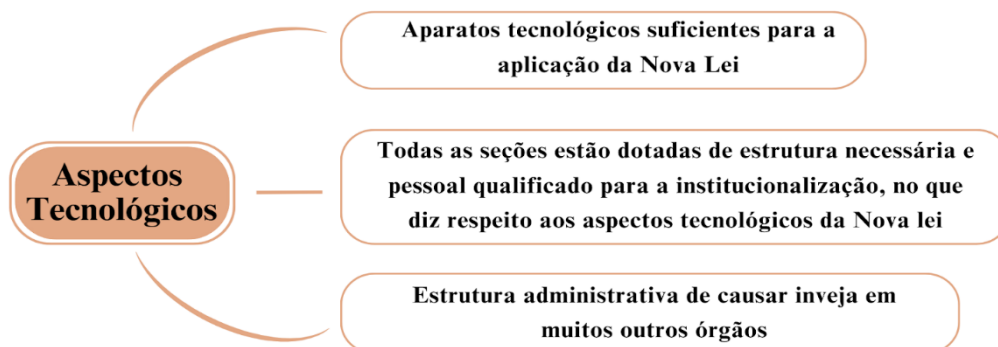 Aparatos tecnológicos suficientes para a
aplicação da Nova Lei
Aspectos
Tecnológicos
Todas as seções estão dotadas de estrutura necessária e
pessoal qualificado para a institucionalização, no que
diz respeito aos aspectos tecnológicos da Nova lei
Estrutura administrativa de causar inveja em
muitos outros órgãos